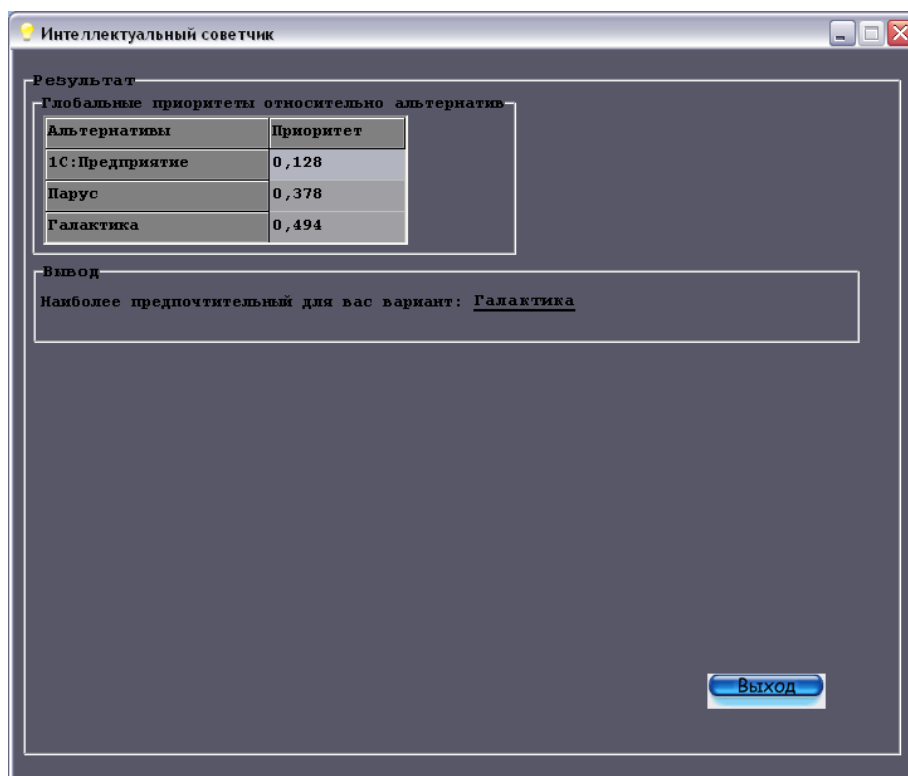 Интеллектуальный советчик
Результат
Глобальные приоритеты относительно альтернатив
Альтернативы Приоритет
1С:Предприятие 0,128
Парус 0,378
Галактика 0,494
Вывод
Наиболее предпочтительный для вас вариант: Галактика
Выход